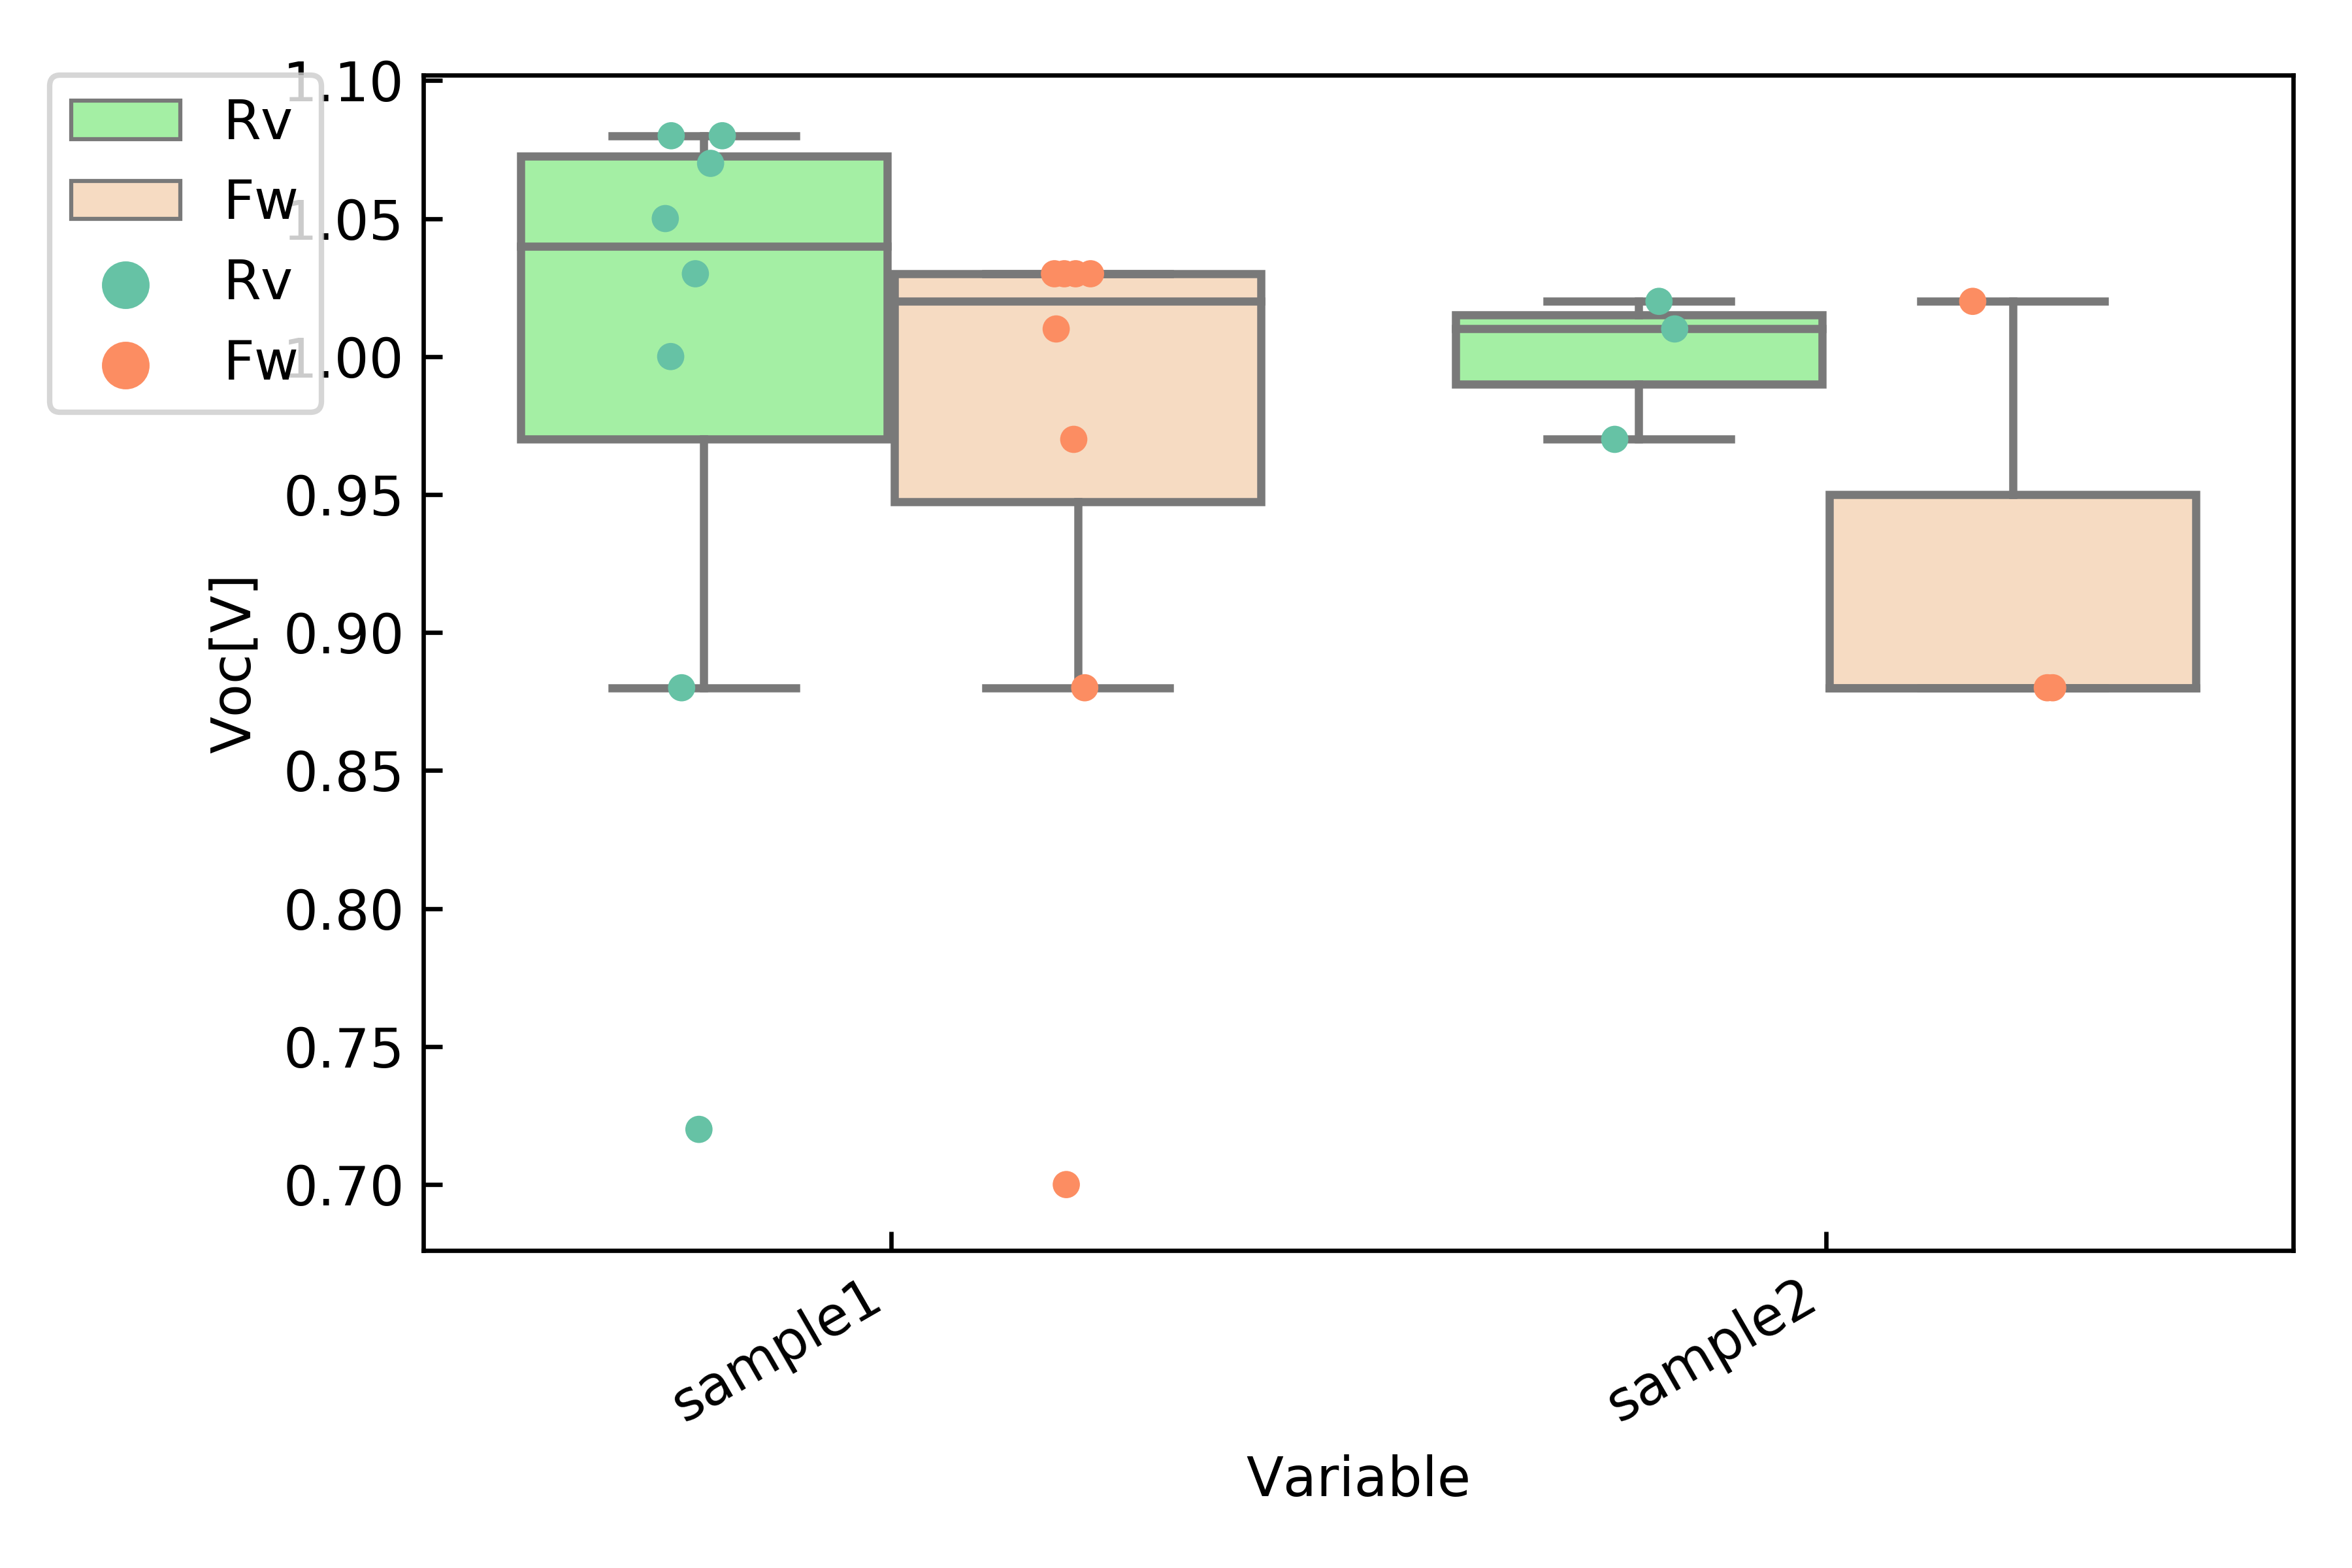 Rv
Fw
Rv
Fw
1.10
1.05
1.00
0.95
0.90
0.85
0.80
0.75
0.70
Voc[V]
sample1
sample2
Variable